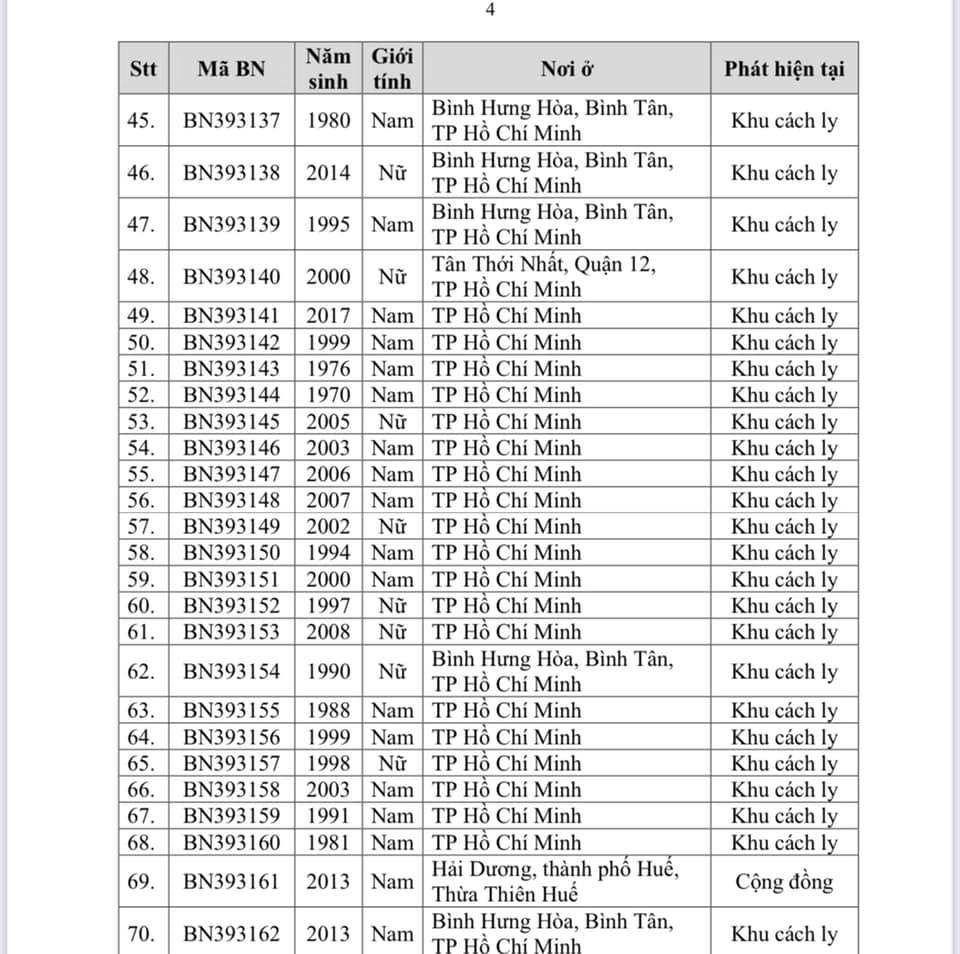 4
Stt Mã BN Năm sinh Giới tính Nơi ở Phát hiện tại
45. BN393137 1980 Nam Bình Hưng Hòa, Bình Tân, TP Hồ Chí Minh Khu cách ly
46. BN393138 2014 Nữ Bình Hưng Hòa, Bình Tân, TP Hồ Chí Minh Khu cách ly
47. BN393139 1995 Nam Bình Hưng Hòa, Bình Tân, TP Hồ Chí Minh Khu cách ly
48. BN393140 2000 Nữ Tân Thới Nhất, Quận 12, TP Hồ Chí Minh Khu cách ly
49. BN393141 2017 Nam TP Hồ Chí Minh Khu cách ly
50. BN393142 1999 Nam TP Hồ Chí Minh Khu cách ly
51. BN393143 1976 Nam TP Hồ Chí Minh Khu cách ly
52. BN393144 1970 Nam TP Hồ Chí Minh Khu cách ly
53. BN393145 2005 Nữ TP Hồ Chí Minh Khu cách ly
54. BN393146 2003 Nam TP Hồ Chí Minh Khu cách ly
55. BN393147 2006 Nam TP Hồ Chí Minh Khu cách ly
56. BN393148 2007 Nam TP Hồ Chí Minh Khu cách ly
57. BN393149 2002 Nữ TP Hồ Chí Minh Khu cách ly
58. BN393150 1994 Nam TP Hồ Chí Minh Khu cách ly
59. BN393151 2000 Nam TP Hồ Chí Minh Khu cách ly
60. BN393152 1997 Nữ TP Hồ Chí Minh Khu cách ly
61. BN393153 2008 Nữ TP Hồ Chí Minh Khu cách ly
62. BN393154 1990 Nữ Bình Hưng Hòa, Bình Tân, TP Hồ Chí Minh Khu cách ly
63. BN393155 1988 Nam TP Hồ Chí Minh Khu cách ly
64. BN393156 1999 Nam TP Hồ Chí Minh Khu cách ly
65. BN393157 1998 Nữ TP Hồ Chí Minh Khu cách ly
66. BN393158 2003 Nam TP Hồ Chí Minh Khu cách ly
67. BN393159 1991 Nam TP Hồ Chí Minh Khu cách ly
68. BN393160 1981 Nam TP Hồ Chí Minh Khu cách ly
69. BN393161 2013 Nam Hải Dương, thành phố Huế, Thừa Thiên Huế Cộng đồng
70. BN393162 2013 Nam Bình Hưng Hòa, Bình Tân, TP Hồ Chí Minh Khu cách ly